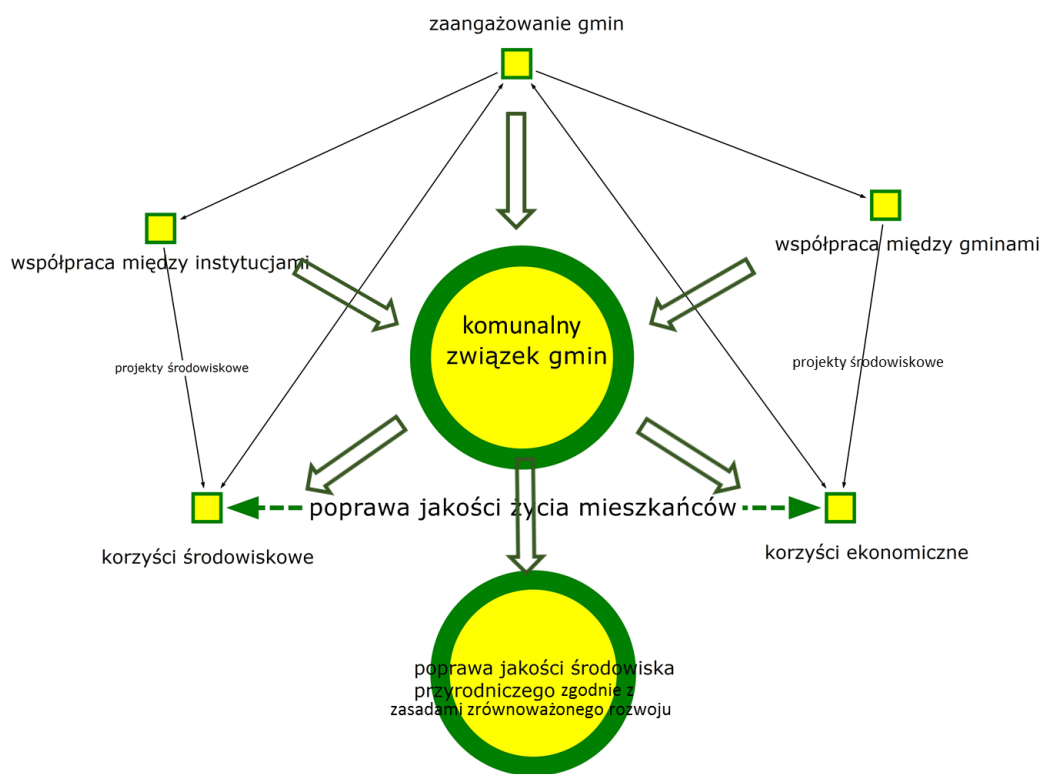 zaangażowanie gmin
współpraca między instytucjami
współpraca między gminami
komunalny
związek gmin
projekty środowiskowe
projekty środowiskowe
poprawa jakości życia mieszkańców
korzyści środowiskowe
korzyści ekonomiczne
poprawa jakości środowiska
przyrodniczego zgodnie z
zasadami zrównoważonego rozwoju